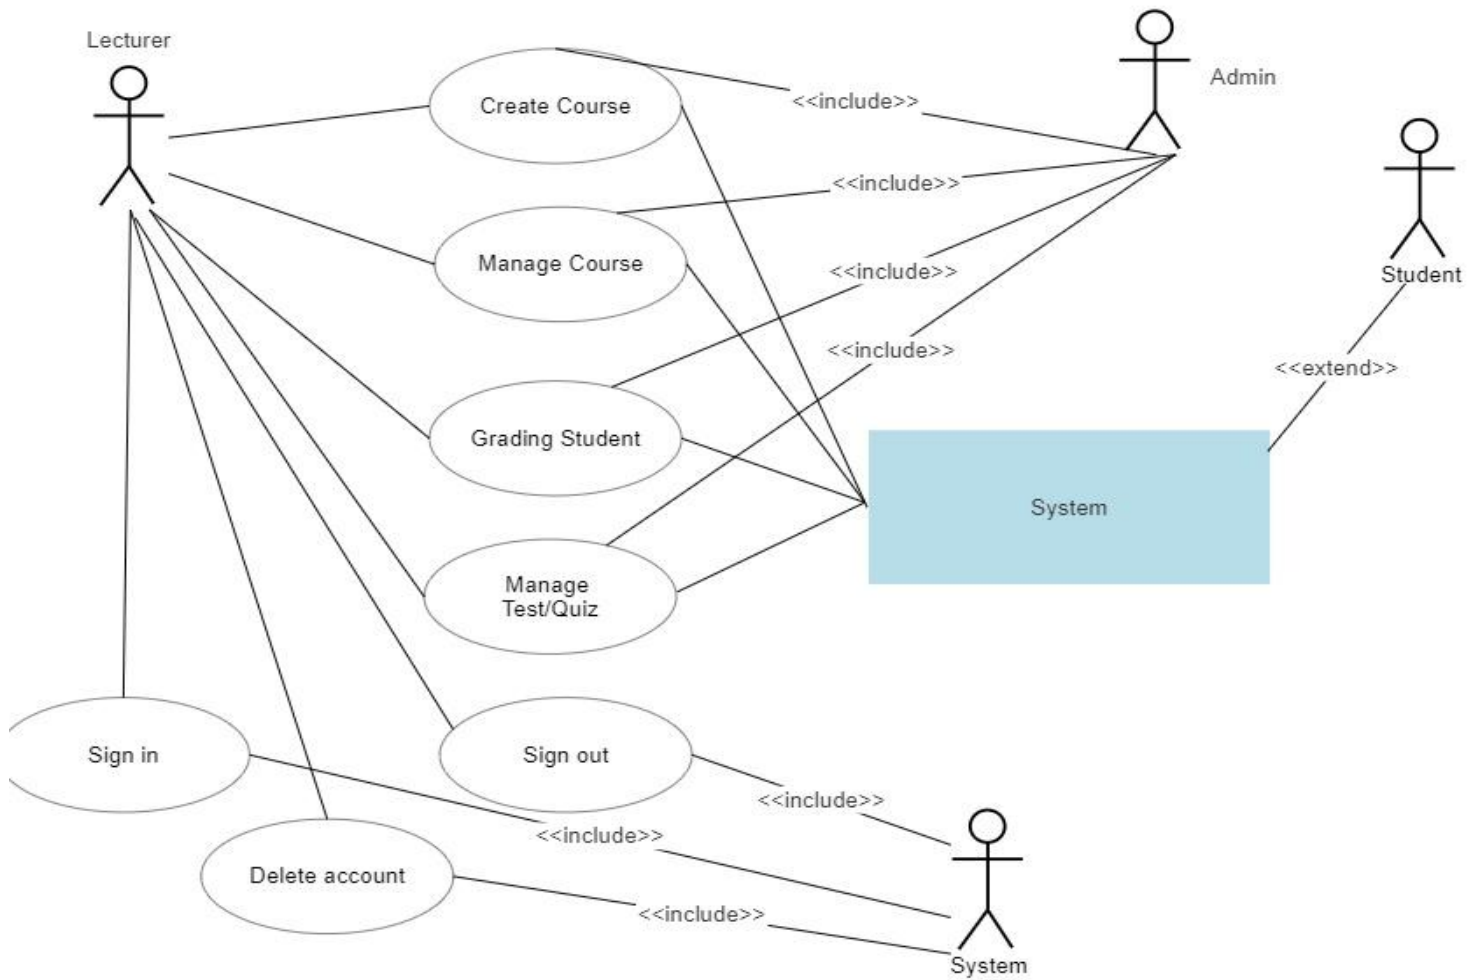 Lecturer
Admin
Create Course
<<include>>
<<include>>
Manage Course
<<include>>
Student
<<include>>
<<extend>>
Grading Student
System
Manage
Test/Quiz
Sign in
Sign out
<<include>>
<<include>>
Delete account
<<include>>
System